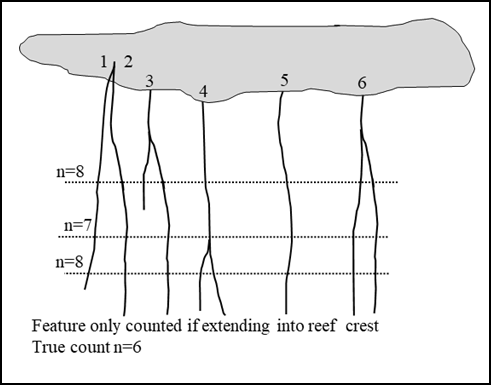 1 2
3
4
5
6
n=8
n=7
n=8
Feature only counted if extending into reef crest
True count n=6